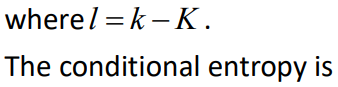 where l = k – K .
The conditional entropy is